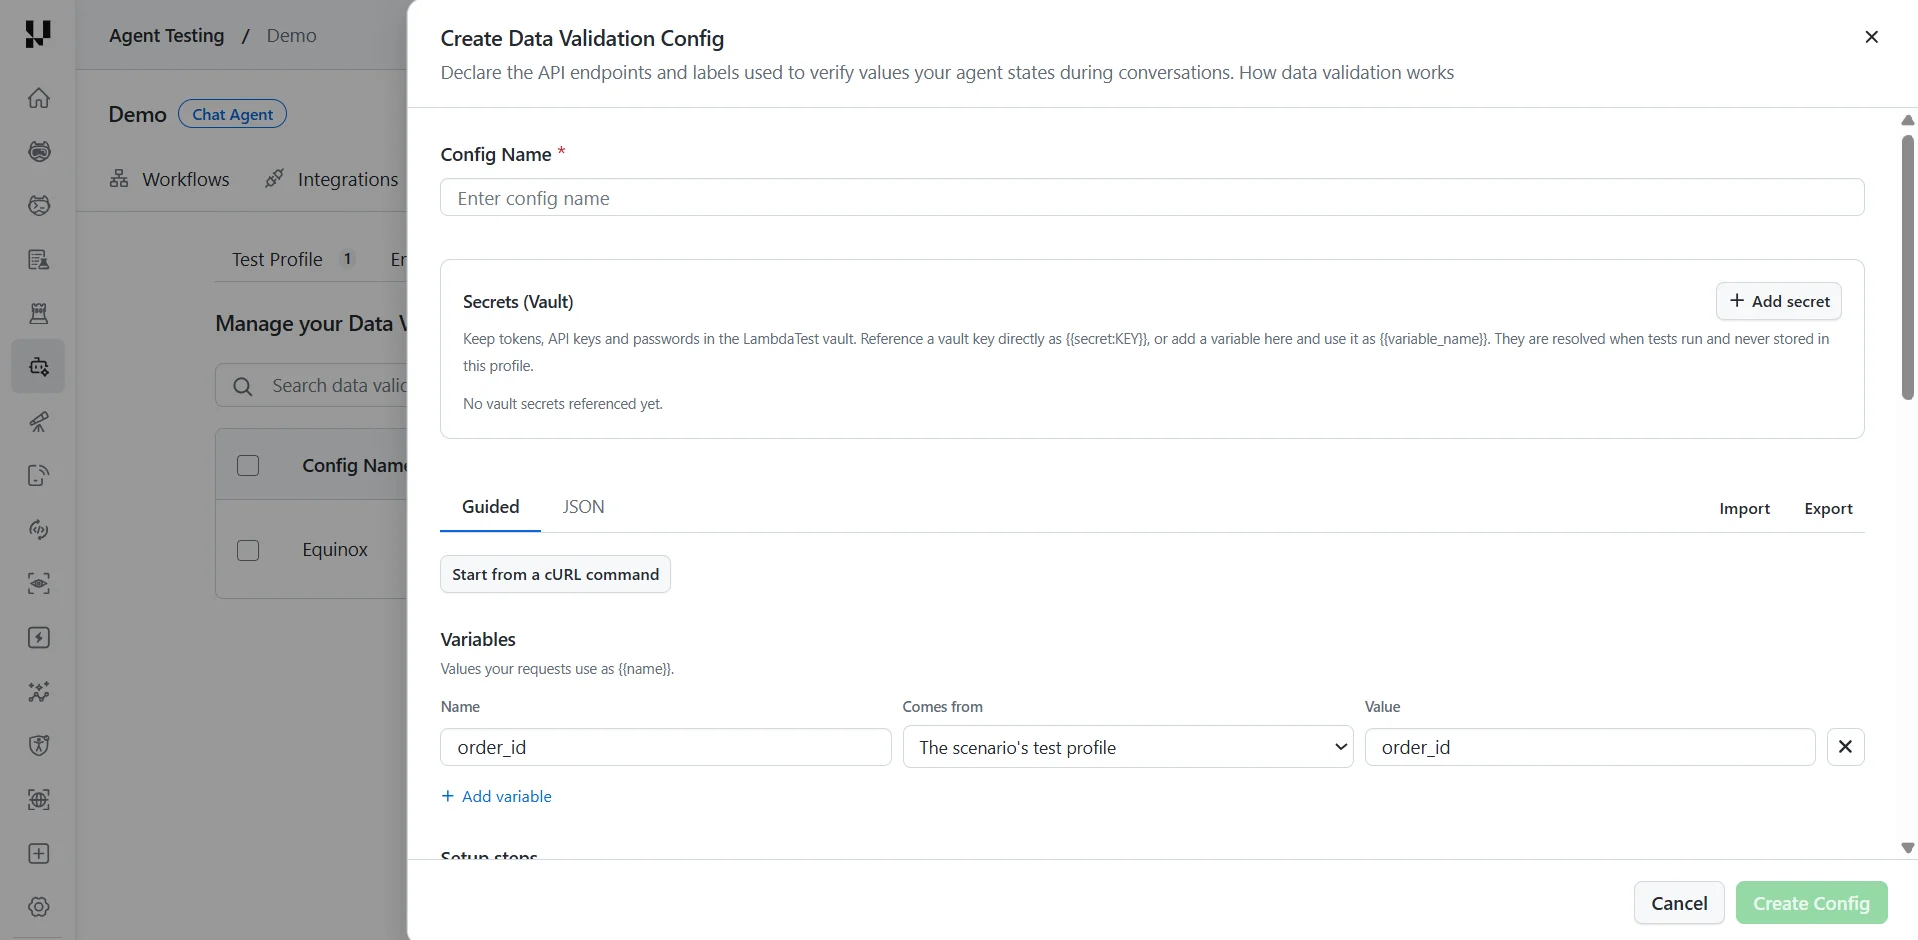 Agent Testing / Demo
Demo
Chat Agent
Workflows
Integrations
Test Profile 1
Manage your Data
Search data valid
Config Name
Equinox
Create Data Validation Config
Declare the API endpoints and labels used to verify values your agent states during conversations. How data validation works
Config Name *
Enter config name
Secrets (Vault)
+ Add secret
Keep tokens, API keys and passwords in the LambdaTest vault. Reference a vault key directly as {{secret:KEY}}, or add a variable here and use it as {{variable_name}}. They are resolved when tests run and never stored in
this profile.
No vault secrets referenced yet.
Guided
JSON
Import
Export
Start from a cURL command
Variables
Values your requests use as {{name}}.
Name
Comes from
Value
order_id
The scenario's test profile
order_id
+ Add variable
Setup steps
Cancel
Create Config